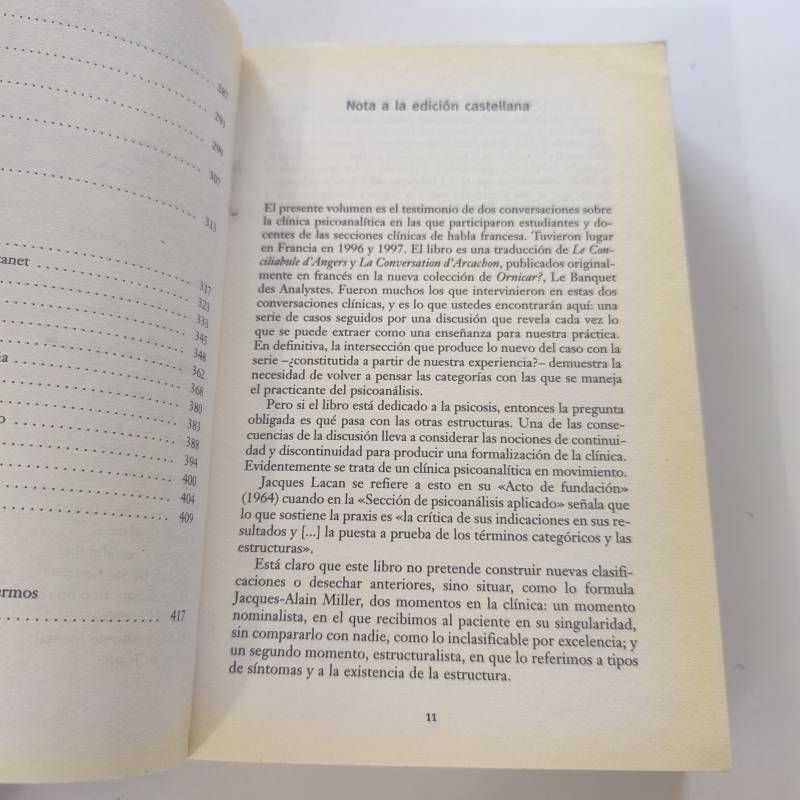 287
293
299
307
313
ranet
317
323
333
345
348
ia
362
368
380
o
383
388
394
400
404
409
ermos
417
Nota a la edición castellana
El presente volumen es el testimonio de dos conversaciones sobre
la clínica psicoanalítica en las que participaron estudiantes y do-
centes de las secciones clínicas de habla francesa. Tuvieron lugar
en Francia en 1996 y 1997. El libro es una traducción de Le Con-
ciliabule d'Angers y La Conversation d'Arcachon, publicados original-
mente en francés en la nueva colección de Ornicar?, Le Banquet
des Analystes. Fueron muchos los que intervinieron en estas dos
conversaciones clínicas, y es lo que ustedes encontrarán aquí: una
serie de casos seguidos por una discusión que revela cada vez lo
que se puede extraer como una enseñanza para nuestra práctica.
En definitiva, la intersección que produce lo nuevo del caso con la
serie –¿constitutida a partir de nuestra experiencia?– demuestra la
necesidad de volver a pensar las categorías con las que se maneja
el practicante del psicoanálisis.
Pero si el libro está dedicado a la psicosis, entonces la pregunta
obligada es qué pasa con las otras estructuras. Una de las conse-
cuencias de la discusión lleva a considerar las nociones de continui-
dad y discontinuidad para producir una formalización de la clínica.
Evidentemente se trata de un clínica psicoanalítica en movimiento.
Jacques Lacan se refiere a esto en su «Acto de fundación»
(1964) cuando en la «Sección de psicoanálisis aplicado» señala que
lo que sostiene la praxis es «la crítica de sus indicaciones en sus re-
sultados y [...] la puesta a prueba de los términos categóricos y las
estructuras».
Está claro que este libro no pretende construir nuevas clasifi-
caciones o desechar anteriores, sino situar, como lo formula
Jacques-Alain Miller, dos momentos en la clínica: un momento
nominalista, en el que recibimos al paciente en su singularidad,
sin compararlo con nadie, como lo inclasificable por excelencia; y
un segundo momento, estructuralista, en que lo referimos a tipos
de síntomas y a la existencia de la estructura.
11